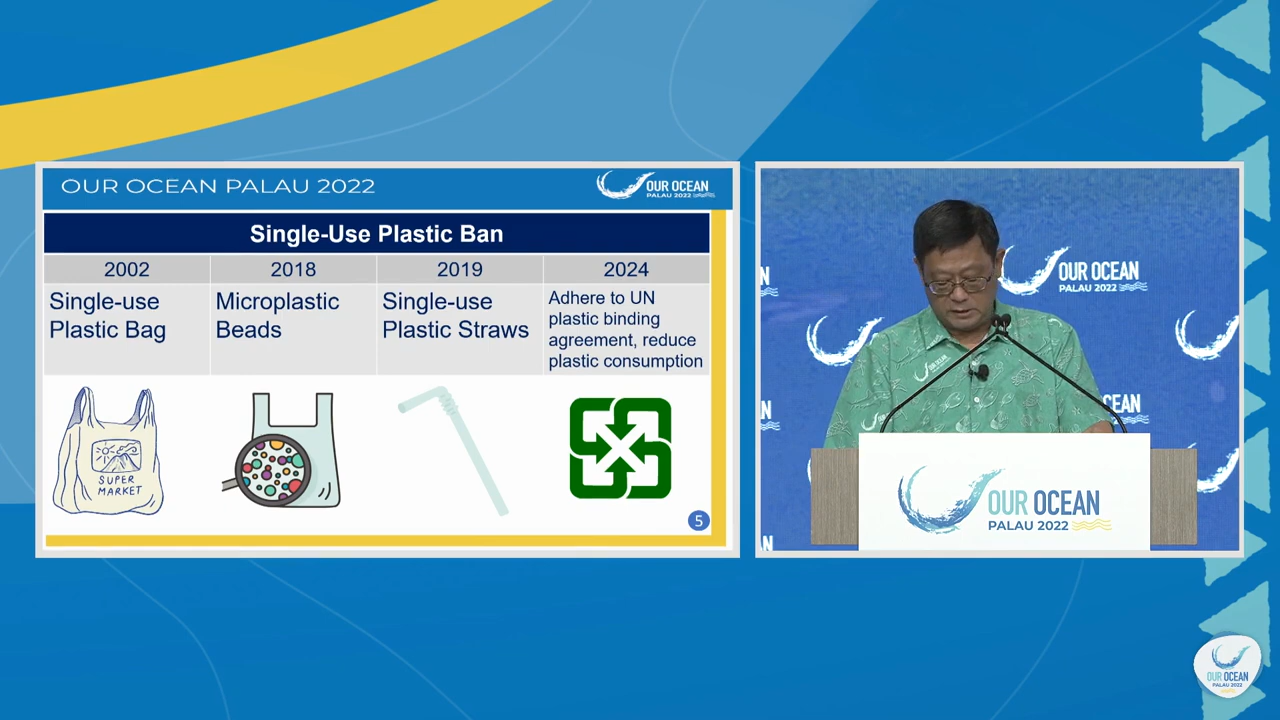 OUR OCEAN PALAU 2022
OUR OCEAN
PALAU 2022
Single-Use Plastic Ban
2002
2018
2019
2024
Single-use
Plastic Bag
Microplastic
Beads
Single-use
Plastic Straws
Adhere to UN
plastic binding
agreement, reduce
plastic consumption
SUPER
MARKET
5
OUR OCEAN
PALAU 2022
EAN
OUR OCEAN
PALAU 2022
OUR OCEAN
PALAU 2022